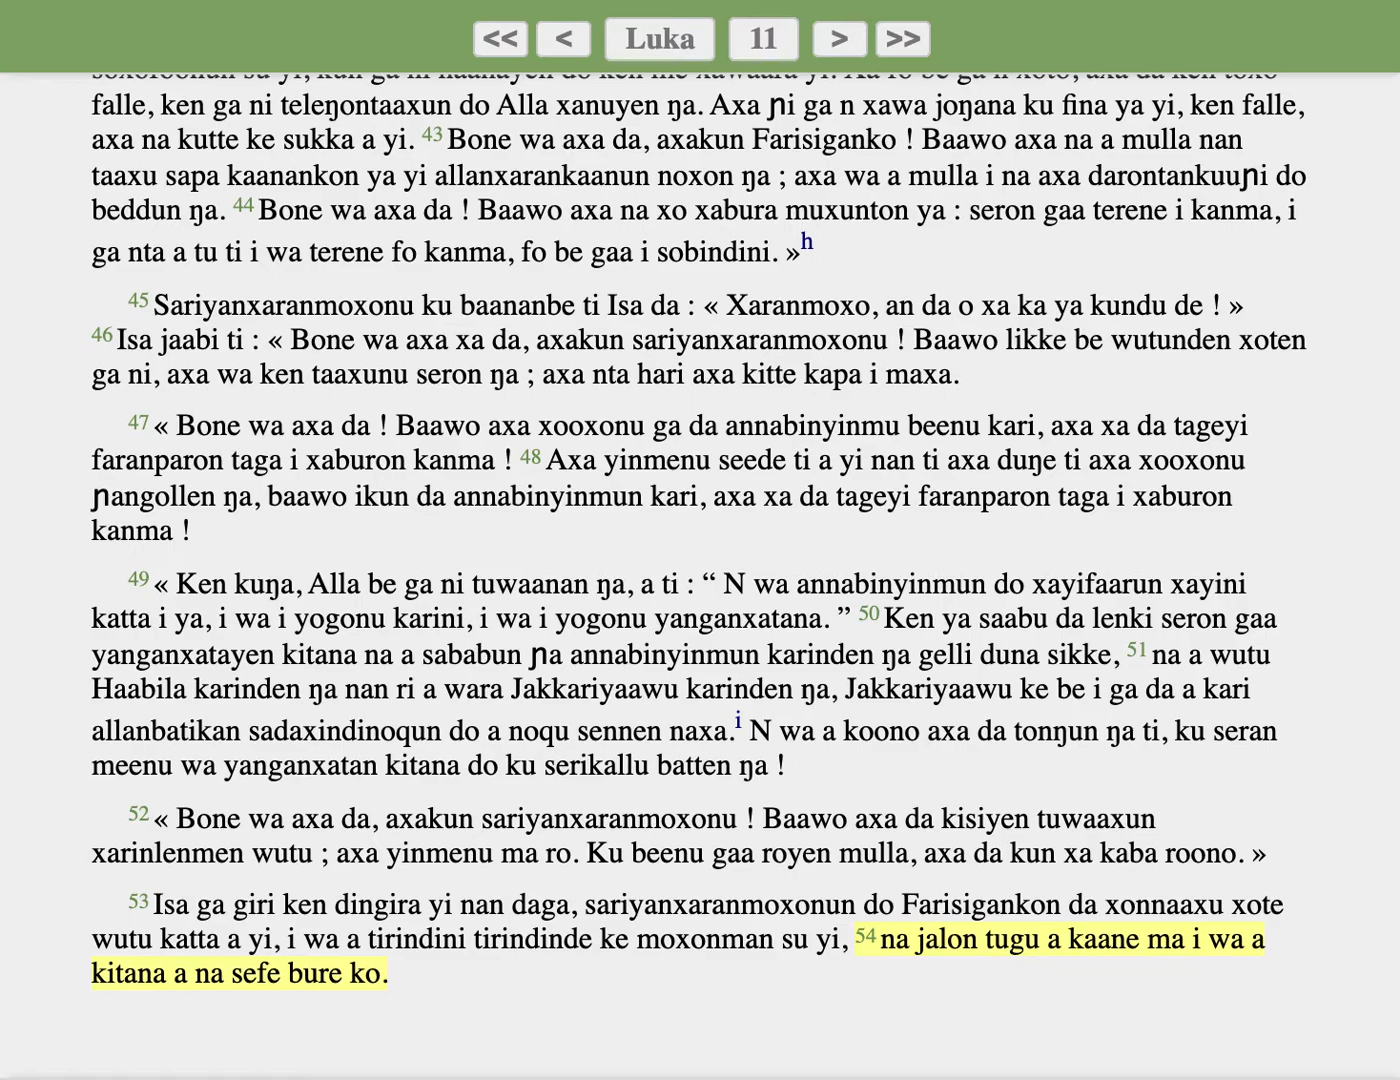 << < Luka 11 > >>
falle, ken ga ni teleŋontaaxun do Alla xanuyen ŋa. Axa ɲi ga n xawa joŋana ku fina ya yi, ken falle,
axa na kutte ke sukka a yi. 43 Bone wa axa da, axakun Farisiganko ! Baawo axa na a mulla nan
taaxu sapa kaanankon ya yi allanxarankaanun noxon ŋa ; axa wa a mulla i na axa darontankuuɲi do
beddun ŋa. 44 Bone wa axa da ! Baawo axa na xo xabura muxunton ya : seron gaa terene i kanma, i
ga nta a tu ti i wa terene fo kanma, fo be gaa i sobindini. »h
45 Sariyanxaranmoxonu ku baananbe ti Isa da : « Xaranmoxo, an da o xa ka ya kundu de ! »
46 Isa jaabi ti : « Bone wa axa xa da, axakun sariyanxaranmoxonu ! Baawo likke be wutunden xoten
ga ni, axa wa ken taaxunu seron ŋa ; axa nta hari axa kitte kapa i maxa.
47 « Bone wa axa da ! Baawo axa xooxonu ga da annabinyinmu beenu kari, axa xa da tageyi
faranparon taga i xaburon kanma ! 48 Axa yinmenu seede ti a yi nan ti axa duŋe ti axa xooxonu
ɲangollen ŋa, baawo ikun da annabinyinmun kari, axa xa da tageyi faranparon taga i xaburon
kanma !
49 « Ken kuŋa, Alla be ga ni tuwaanan ŋa, a ti : “ N wa annabinyinmun do xayifaarun xayini
katta i ya, i wa i yogonu karini, i wa i yogonu yanganxatana. ” 50 Ken ya saabu da lenki seron gaa
yanganxatayen kitana na a sababun ɲa annabinyinmun karinden ŋa gelli duna sikke, 51 na a wutu
Haabila karinden ŋa nan ri a wara Jakkariyaawu karinden ŋa, Jakkariyaawu ke be i ga da a kari
allanbatikan sadaxindinoqun do a noqu sennen naxa.i N wa a koono axa da tonŋun ŋa ti, ku seran
meenu wa yanganxatan kitana do ku serikallu batten ŋa !
52 « Bone wa axa da, axakun sariyanxaranmoxonu ! Baawo axa da kisiyen tuwaaxun
xarinlenmen wutu ; axa yinmenu ma ro. Ku beenu gaa royen mulla, axa da kun xa kaba roono. »
53 Isa ga giri ken dingira yi nan daga, sariyanxaranmoxonun do Farisigankon da xonnaaxu xote
wutu katta a yi, i wa a tirindini tirindinde ke moxonman su yi, 54 na jalon tugu a kaane ma i wa a
kitana a na sefe bure ko.